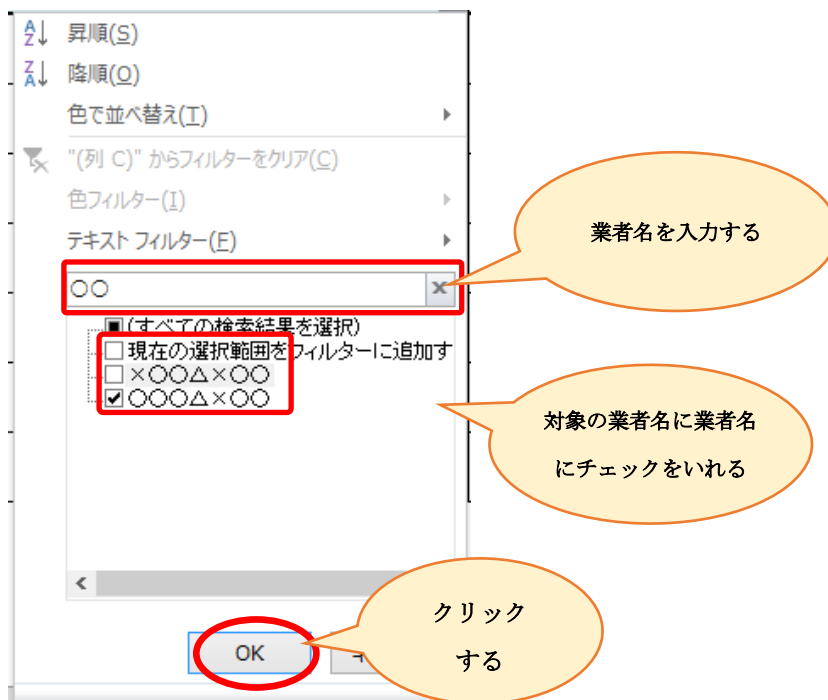 昇順(S)
降順(O)
色で並べ替え(T)
"(列 C)" からフィルターをクリア(C)
色フィルター(I)
テキスト フィルター(F)
業者名を入力する
〇〇
(すべての検索結果を選択)
現在の選択範囲をフィルターに追加す
×〇〇△×〇〇
〇〇〇△×〇〇
対象の業者名に業者名
にチェックをいれる
クリック
する
OK